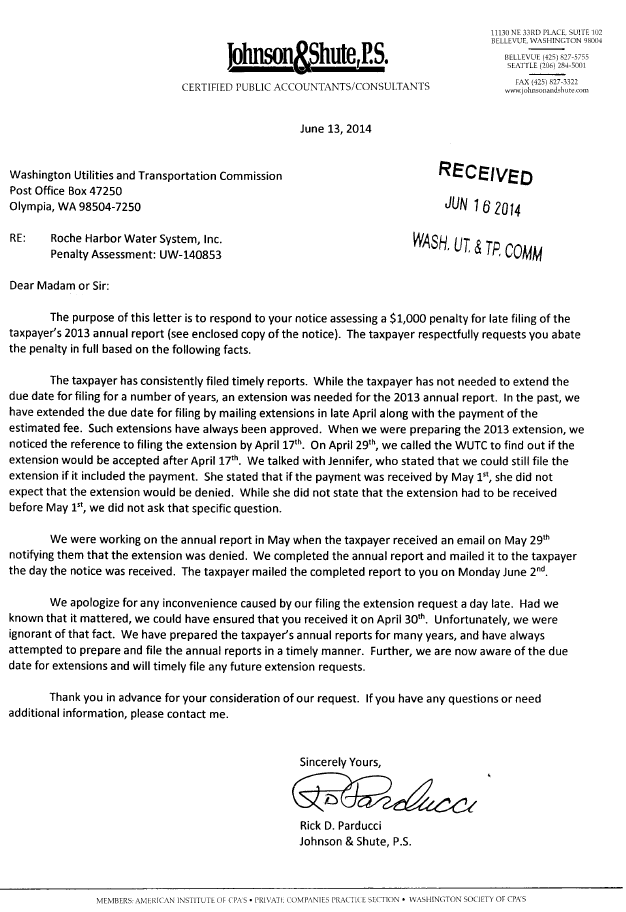 11130 NE 33RD PLACE, SUITE 102
BELLEVUE, WASHINGTON 98004
BELLEVUE (425) 827-5755
SEATTLE (206) 284-5001
FAX (425) 827-3322
www.johnsonandshute.com
Johnson & Shute, P.S.
CERTIFIED PUBLIC ACCOUNTANTS/CONSULTANTS
June 13, 2014
Washington Utilities and Transportation Commission
Post Office Box 47250
Olympia, WA 98504-7250
RECEIVED
JUN 16 2014
WASH. UT. & TP. COMM
RE: Roche Harbor Water System, Inc.
Penalty Assessment: UW-140853
Dear Madam or Sir:
The purpose of this letter is to respond to your notice assessing a $1,000 penalty for late filing of the
taxpayer's 2013 annual report (see enclosed copy of the notice). The taxpayer respectfully requests you abate
the penalty in full based on the following facts.
The taxpayer has consistently filed timely reports. While the taxpayer has not needed to extend the
due date for filing for a number of years, an extension was needed for the 2013 annual report. In the past, we
have extended the due date for filing by mailing extensions in late April along with the payment of the
estimated fee. Such extensions have always been approved. When we were preparing the 2013 extension, we
noticed the reference to filing the extension by April 17th. On April 29th, we called the WUTC to find out if the
extension would be accepted after April 17th. We talked with Jennifer, who stated that we could still file the
extension if it included the payment. She stated that if the payment was received by May 1st, she did not
expect that the extension would be denied. While she did not state that the extension had to be received
before May 1st, we did not ask that specific question.
We were working on the annual report in May when the taxpayer received an email on May 29th
notifying them that the extension was denied. We completed the annual report and mailed it to the taxpayer
the day the notice was received. The taxpayer mailed the completed report to you on Monday June 2nd.
We apologize for any inconvenience caused by our filing the extension request a day late. Had we
known that it mattered, we could have ensured that you received it on April 30th. Unfortunately, we were
ignorant of that fact. We have prepared the taxpayer's annual reports for many years, and have always
attempted to prepare and file the annual reports in a timely manner. Further, we are now aware of the due
date for extensions and will timely file any future extension requests.
Thank you in advance for your consideration of our request. If you have any questions or need
additional information, please contact me.
Sincerely Yours,
RD Parducci
Rick D. Parducci
Johnson & Shute, P.S.
MEMBERS: AMERICAN INSTITUTE OF CPA'S • PRIVATE COMPANIES PRACTICE SECTION • WASHINGTON SOCIETY OF CPA'S